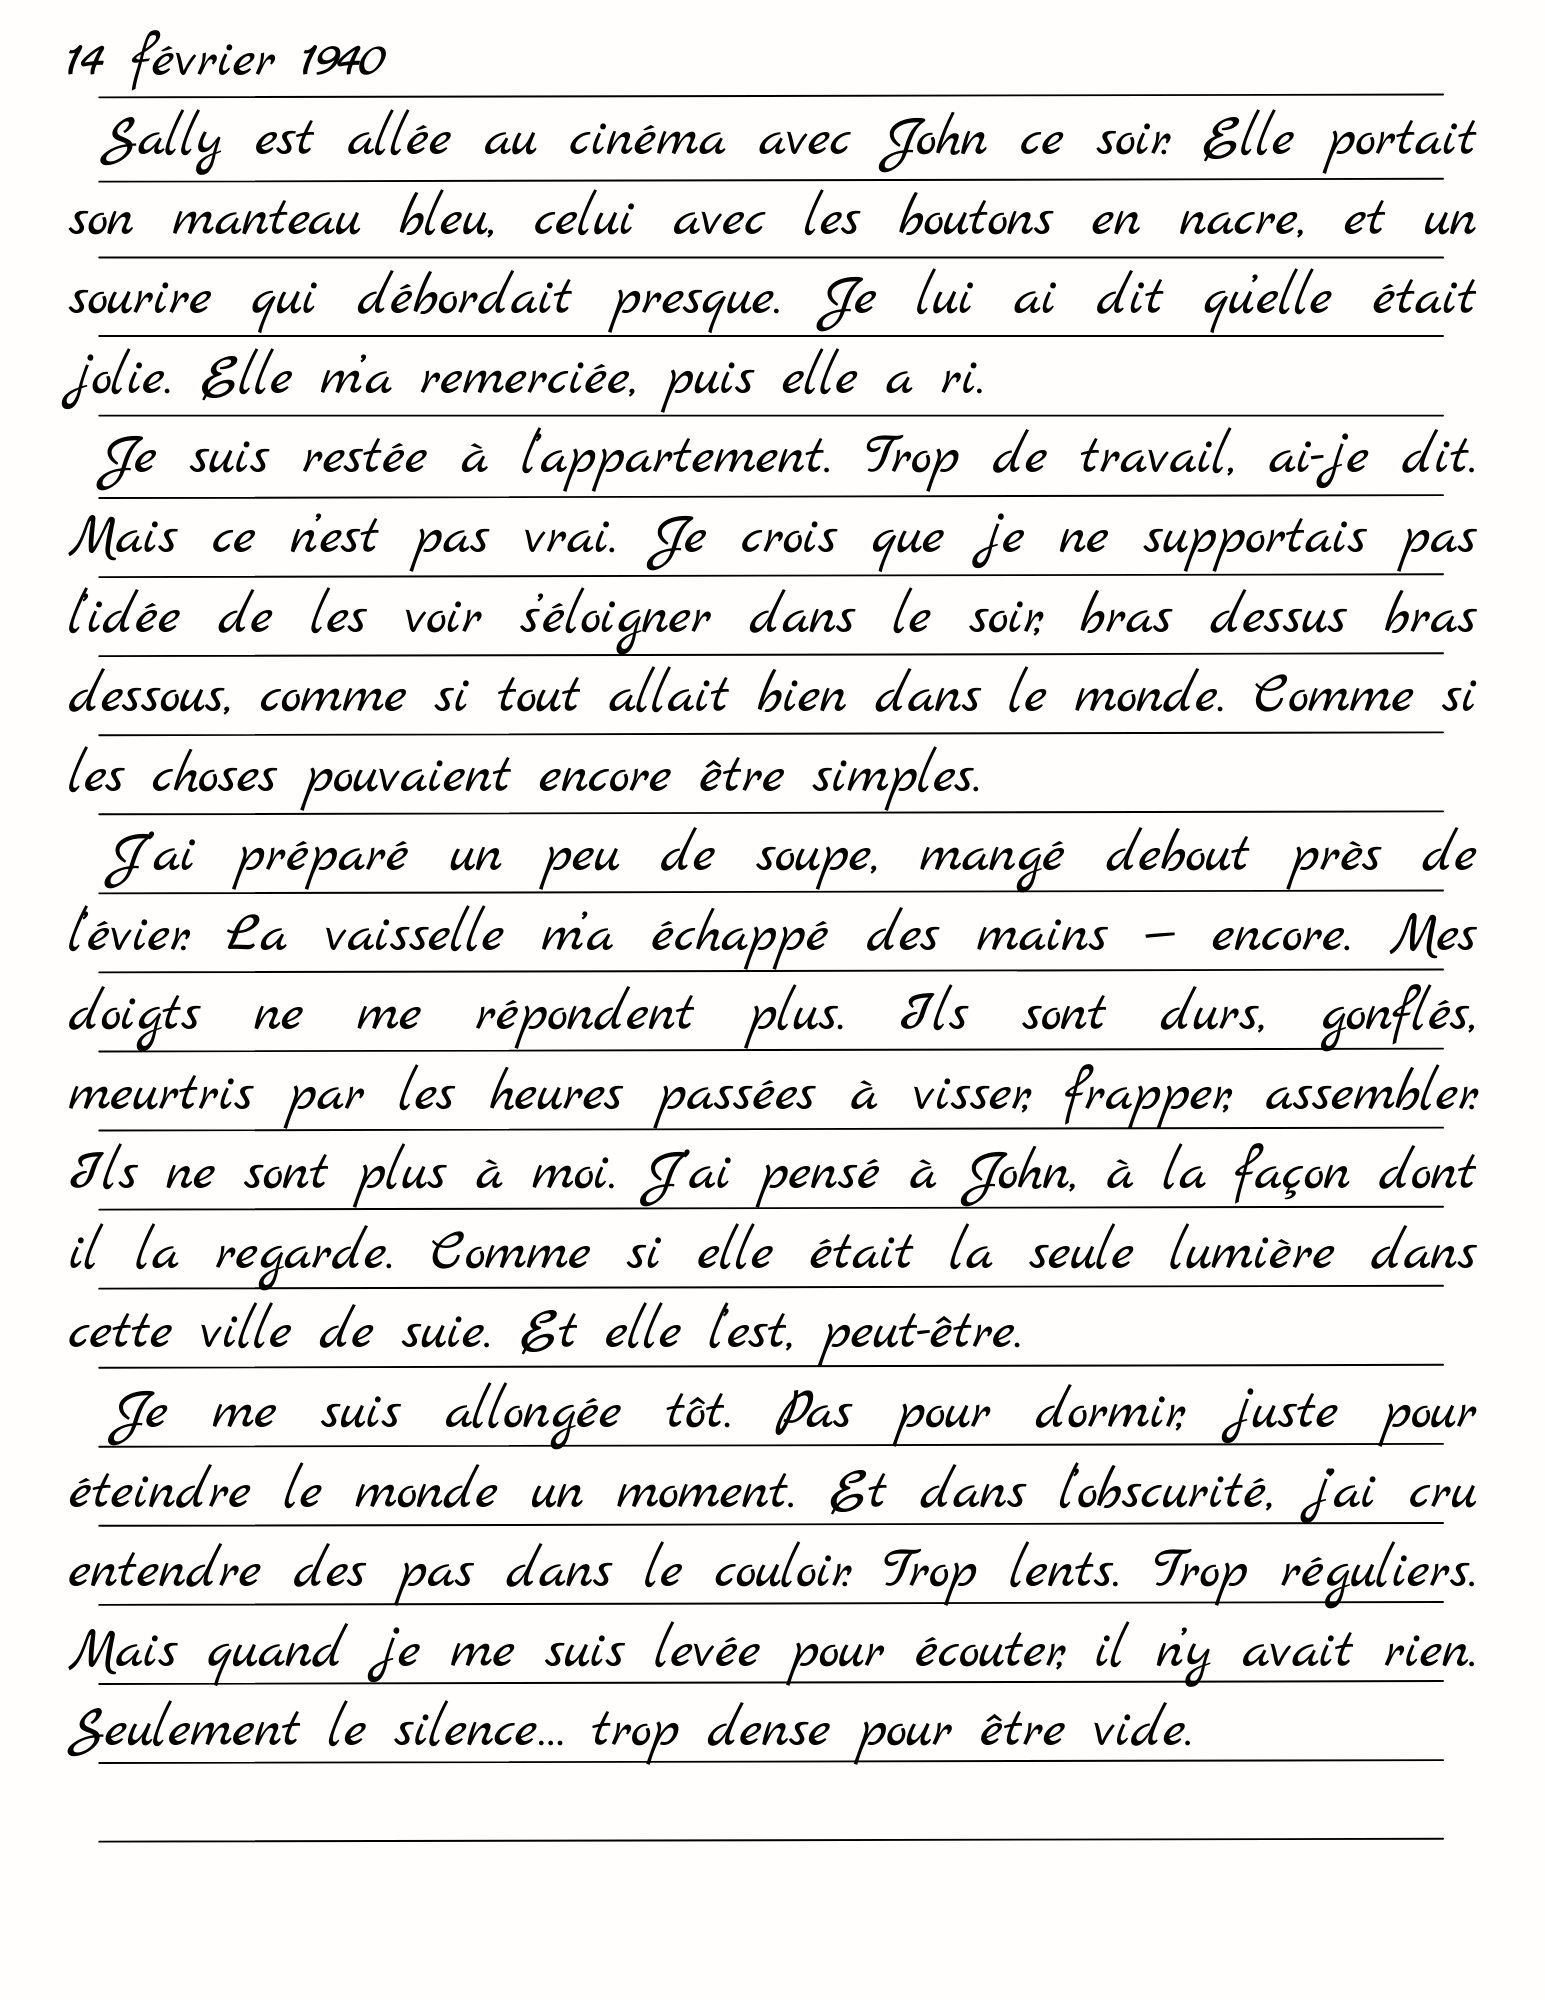 14 février 1940
Sally est allée au cinéma avec John ce soir. Elle portait
son manteau bleu, celui avec les boutons en nacre, et un
sourire qui débordait presque. Je lui ai dit qu'elle était
jolie. Elle m'a remerciée, puis elle a ri.
Je suis restée à l'appartement. Trop de travail, ai-je dit.
Mais ce n'est pas vrai. Je crois que je ne supportais pas
l'idée de les voir s'éloigner dans le soir, bras dessus bras
dessous, comme si tout allait bien dans le monde. Comme si
les choses pouvaient encore être simples.
J'ai préparé un peu de soupe, mangé debout près de
l'évier. La vaisselle m'a échappé des mains – encore. Mes
doigts ne me répondent plus. Ils sont durs, gonflés,
meurtris par les heures passées à visser, frapper, assembler.
Ils ne sont plus à moi. J'ai pensé à John, à la façon dont
il la regarde. Comme si elle était la seule lumière dans
cette ville de suie. Et elle l'est, peut-être.
Je me suis allongée tôt. Pas pour dormir, juste pour
éteindre le monde un moment. Et dans l'obscurité, j'ai cru
entendre des pas dans le couloir. Trop lents. Trop réguliers.
Mais quand je me suis levée pour écouter, il n'y avait rien.
Seulement le silence... trop dense pour être vide.